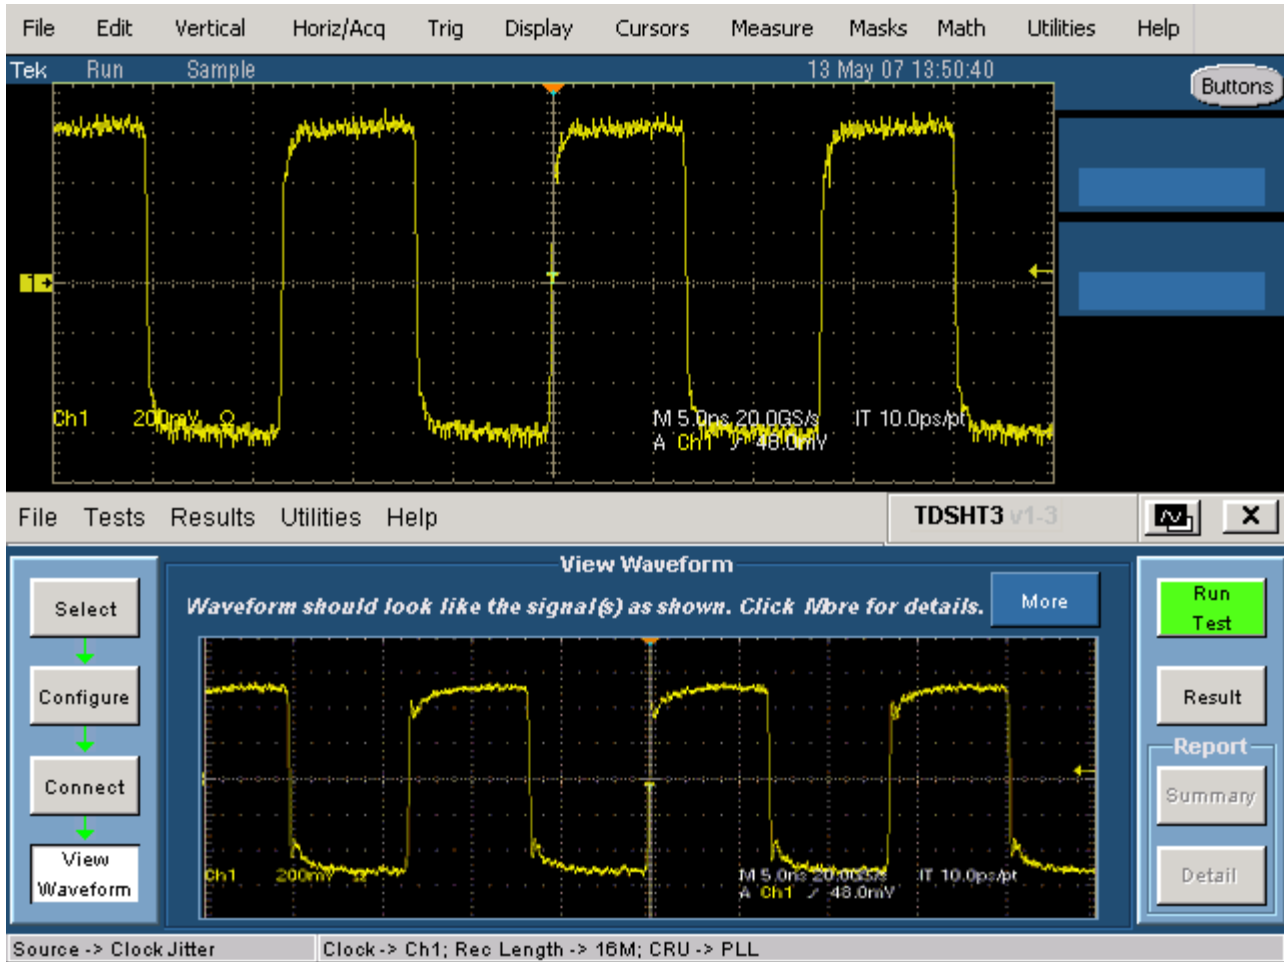 File Edit Vertical Horiz/Acq Trig Display Cursors Measure Masks Math Utilities Help
Tek Run Sample 13 May 07 13:50:40
Buttons
1
Ch1 200mV Ω M 5.0ns 20.0GS/s IT 10.0ps/pt
A Ch1 48.0mV
File Tests Results Utilities Help TDSHT3 v1-3 X
View Waveform
Waveform should look like the signal(s) as shown. Click More for details. More
Select
Configure
Connect
View
Waveform
Ch1 200mV Ω M 5.0ns 20.0GS/s IT 10.0ps/pt
A Ch1 48.0mV
Run
Test
Result
Report
Summary
Detail
Source -> Clock Jitter Clock -> Ch1; Rec Length -> 16M; CRU -> PLL